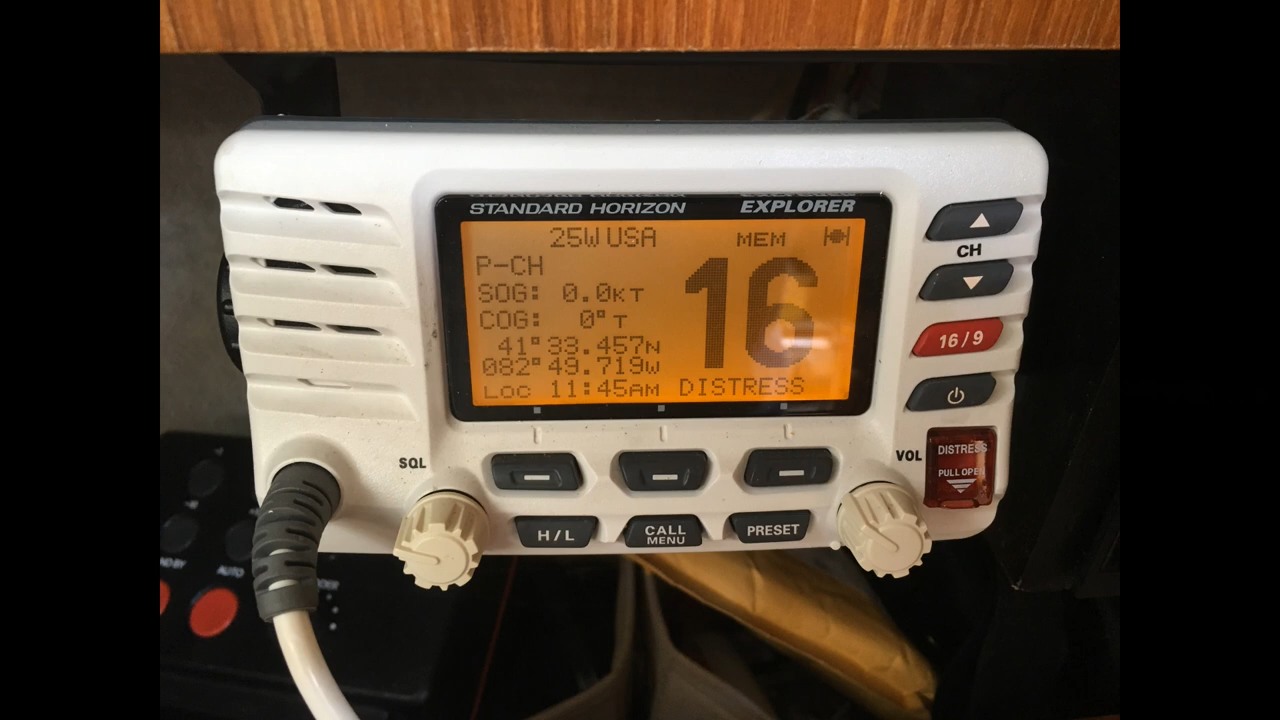 STANDARD HORIZON EXPLORER
25W USA MEM
P-CH
16
SOG: 0.0KT
COG: 0°T
41°33.457N
082°49.719W
LOC 11:45AM DISTRESS
CH
16/9
SQL
VOL
DISTRESS
PULL OPEN
H/L
CALL
MENU
PRESET
AUTO